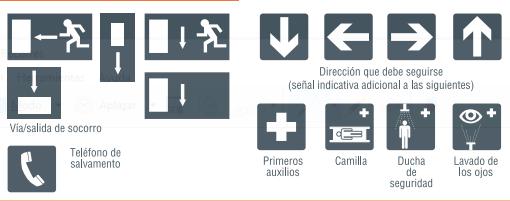 Dirección que debe seguirse
(señal indicativa adicional a las siguientes)
Vía/salida de socorro
Teléfono de
salvamento
Primeros
auxilios
Camilla
Ducha
de
seguridad
Lavado de
los ojos